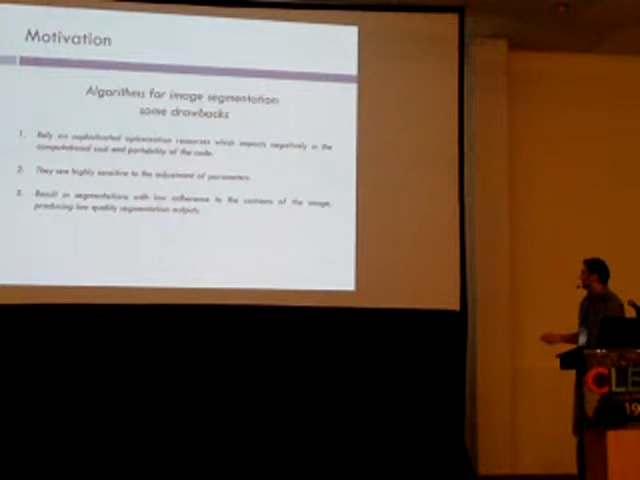 Motivation
Algorithms for image segmentation:
some drawbacks
1. Rely on sophisticated optimization resources which impacts negatively in the
computational cost and portability of the code.
2. They are highly sensitive to the adjustment of parameters.
3. Result in segmentations with low adherence to the contours of the image,
producing low quality segmentation outputs.
CLE
19